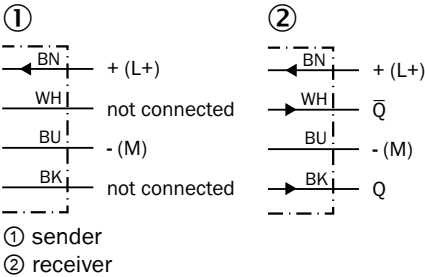 ① ②
BN + (L+) BN + (L+)
WH not connected WH Q̅
BU - (M) BU - (M)
BK not connected BK Q
① sender
② receiver